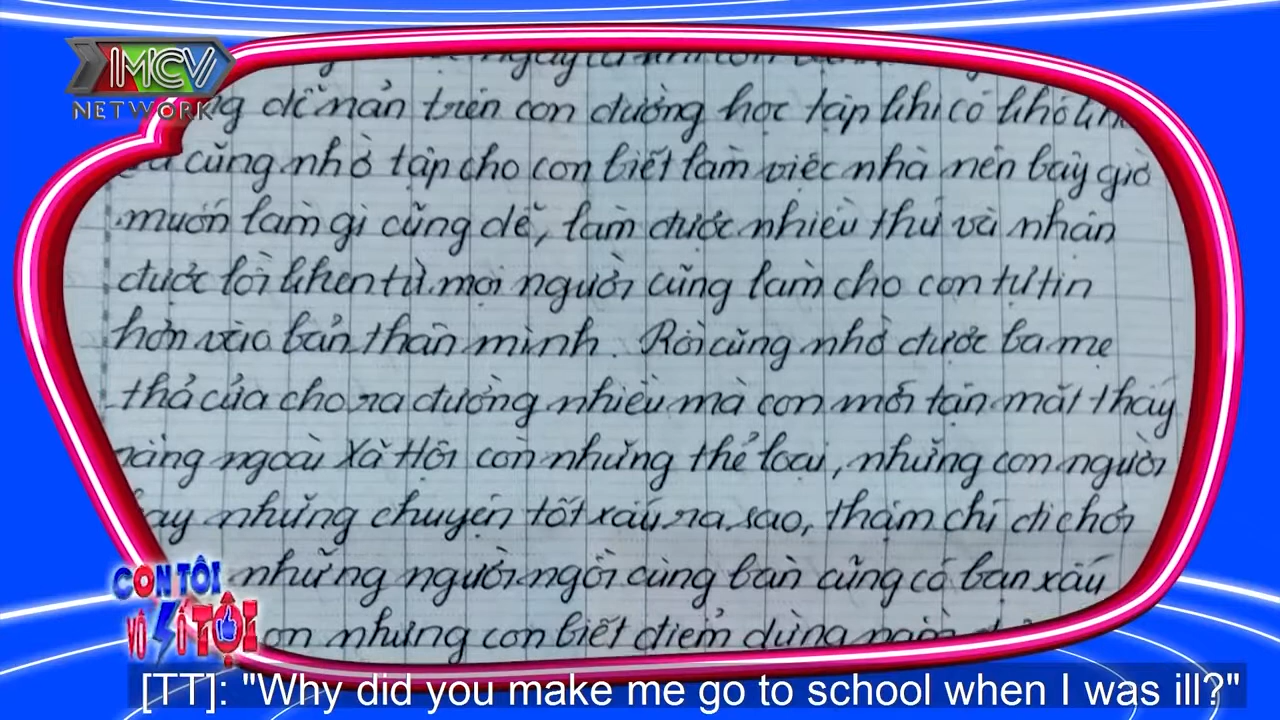 MCV
NETWORK
dễ nản trên con đường học tập khi có khó
cũng nhờ tập cho con biết làm việc nhà nên bây giờ
muốn làm gì cũng dễ, làm được nhiều thứ và nhận
được lời khen từ mọi người cũng làm cho con tự tin
hơn vào bản thân mình. Rồi cũng nhờ được ba mẹ
thả cửa cho ra đường nhiều mà con mới tận mắt thấy
ngoài Xã Hội còn những thể loại, những con người
hay những chuyện tốt xấu ra sao, thậm chí đi chơi
những người ngồi cùng bàn cũng có bạn xấu
nhưng con biết điểm dừng
CON TÔI
VÔ SỐ TỘI
[TT]: "Why did you make me go to school when I was ill?"